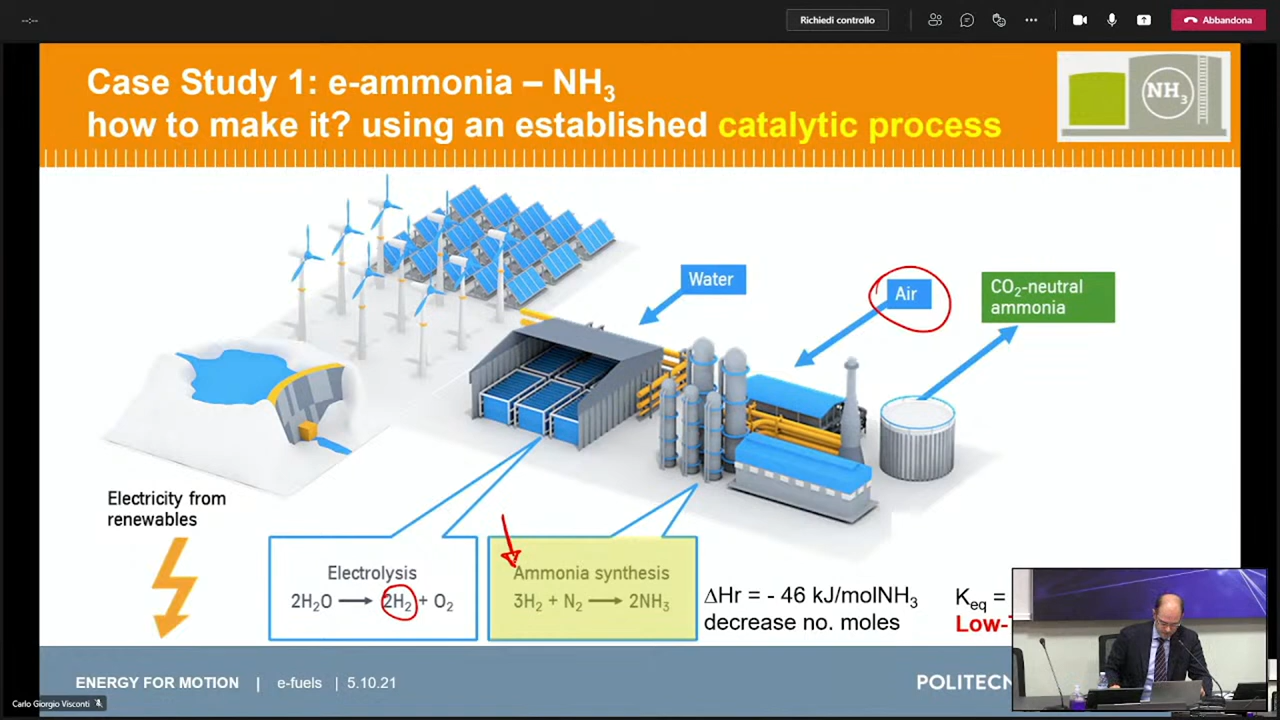 --:--
Richiedi controllo
Abbandona
Case Study 1: e-ammonia – NH₃
how to make it? using an established catalytic process
NH₃
Water
Air
CO₂-neutral
ammonia
Electricity from
renewables
Electrolysis
2H₂O ⟶ 2H₂ + O₂
Ammonia synthesis
3H₂ + N₂ ⟶ 2NH₃
ΔHr = - 46 kJ/molNH₃
decrease no. moles
Keq =
Low-
ENERGY FOR MOTION | e-fuels | 5.10.21
POLITECN
Carlo Giorgio Visconti